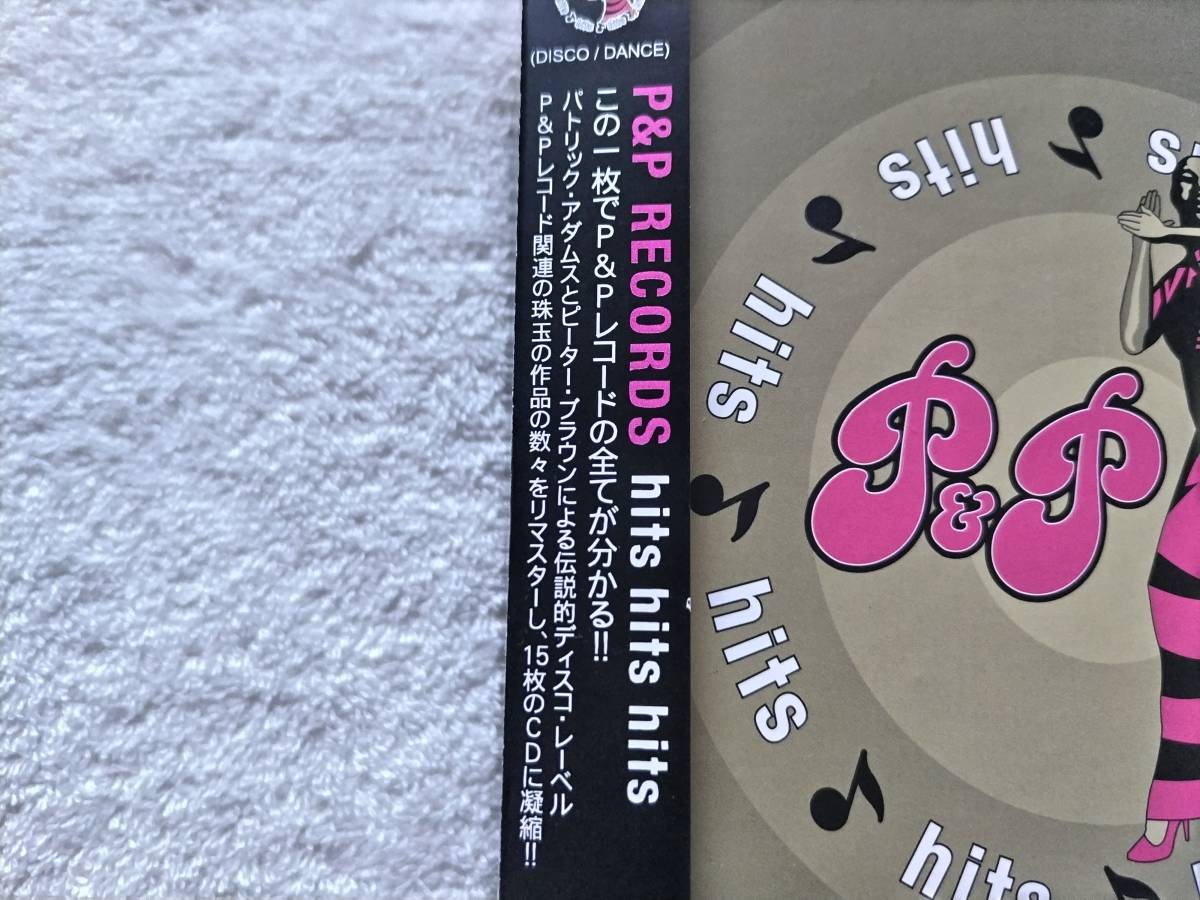 (DISCO / DANCE)
P&P RECORDS hits hits hits
この一枚でP&Pレコードの全てが分かる!!
パトリック・アダムスとピーター・ブラウンによる伝説的ディスコ・レーベル
P&Pレコード関連の珠玉の作品の数々をリマスターし、15枚のCDに凝縮!!
hits
hits
hits
hits
P&P